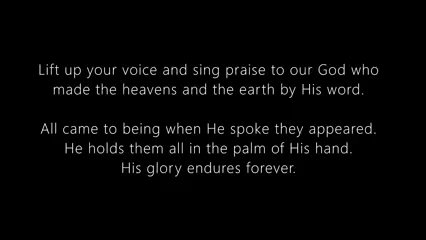 Lift up your voice and sing praise to our God who
made the heavens and the earth by His word.
All came to being when He spoke they appeared.
He holds them all in the palm of His hand.
His glory endures forever.